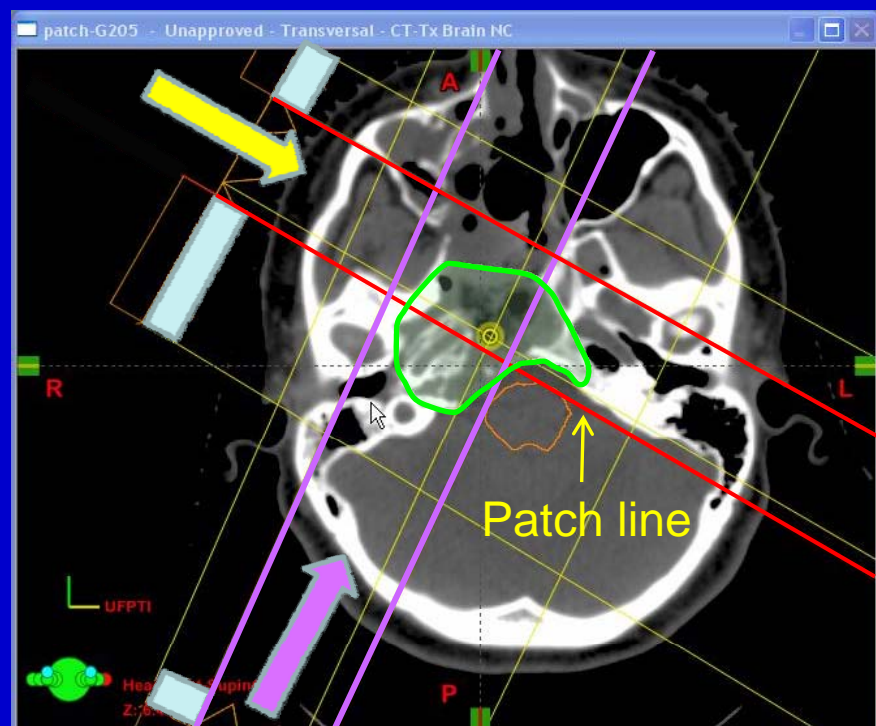 patch-G205 - Unapproved - Transversal - CT-Tx Brain NC
A
R
L
Patch line
UFPTI
P